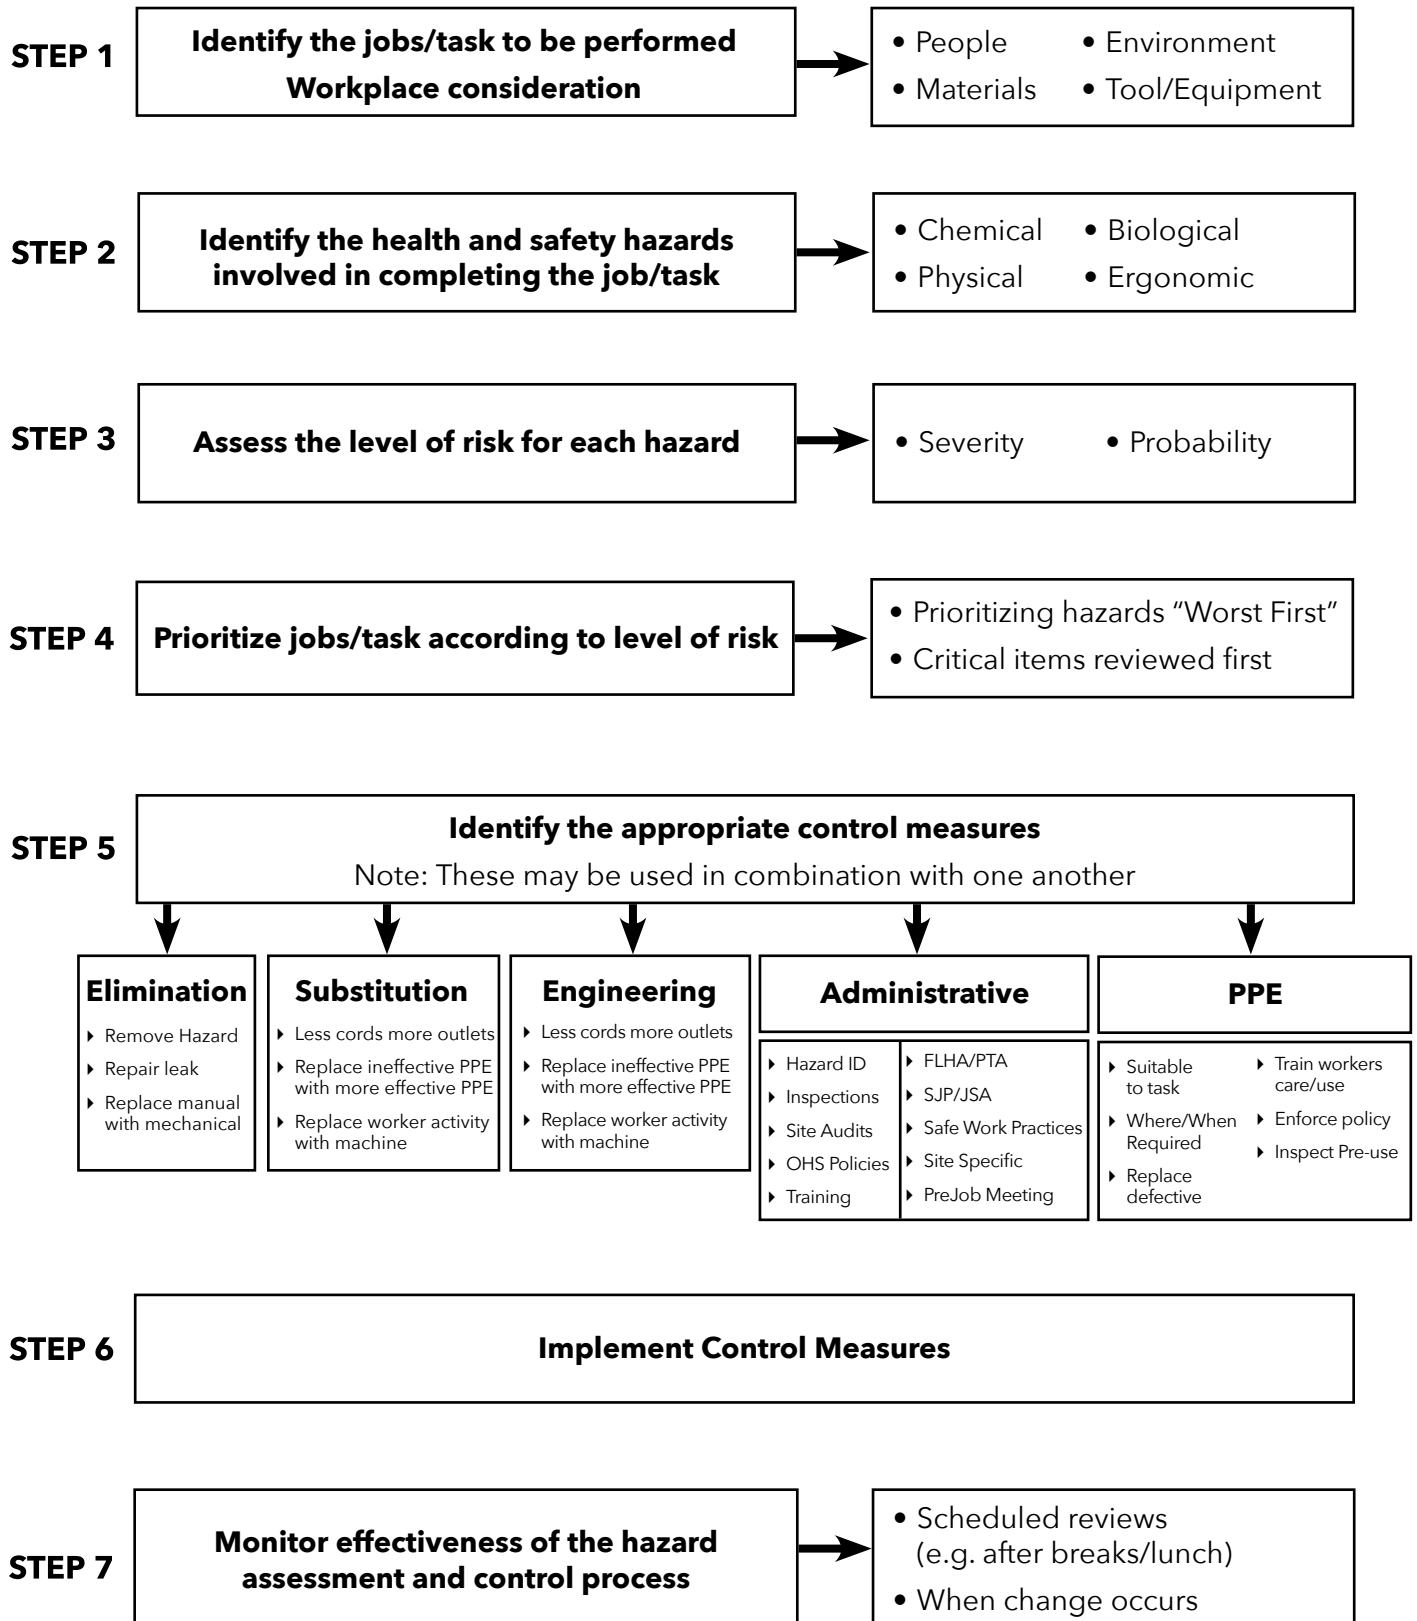 STEP 1
Identify the jobs/task to be performed
Workplace consideration
• People
• Environment
• Materials
• Tool/Equipment
STEP 2
Identify the health and safety hazards
involved in completing the job/task
• Chemical
• Biological
• Physical
• Ergonomic
STEP 3
Assess the level of risk for each hazard
• Severity
• Probability
STEP 4
Prioritize jobs/task according to level of risk
• Prioritizing hazards “Worst First”
• Critical items reviewed first
STEP 5
Identify the appropriate control measures
Note: These may be used in combination with one another
Elimination
Remove Hazard
Repair leak
Replace manual
with mechanical
Substitution
Less cords more outlets
Replace ineffective PPE
with more effective PPE
Replace worker activity
with machine
Engineering
Less cords more outlets
Replace ineffective PPE
with more effective PPE
Replace worker activity
with machine
Administrative
Hazard ID
Inspections
Site Audits
OHS Policies
Training
FLHA/PTA
SJP/JSA
Safe Work Practices
Site Specific
PreJob Meeting
PPE
Suitable
to task
Where/When
Required
Replace
defective
Train workers
care/use
Enforce policy
Inspect Pre-use
STEP 6
Implement Control Measures
STEP 7
Monitor effectiveness of the hazard
assessment and control process
• Scheduled reviews
(e.g. after breaks/lunch)
• When change occurs